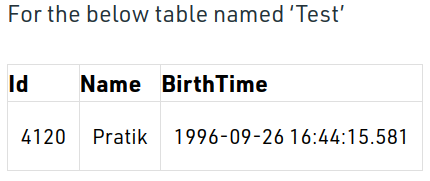 For the below table named ‘Test’
Id Name BirthTime
4120 Pratik 1996-09-26 16:44:15.581